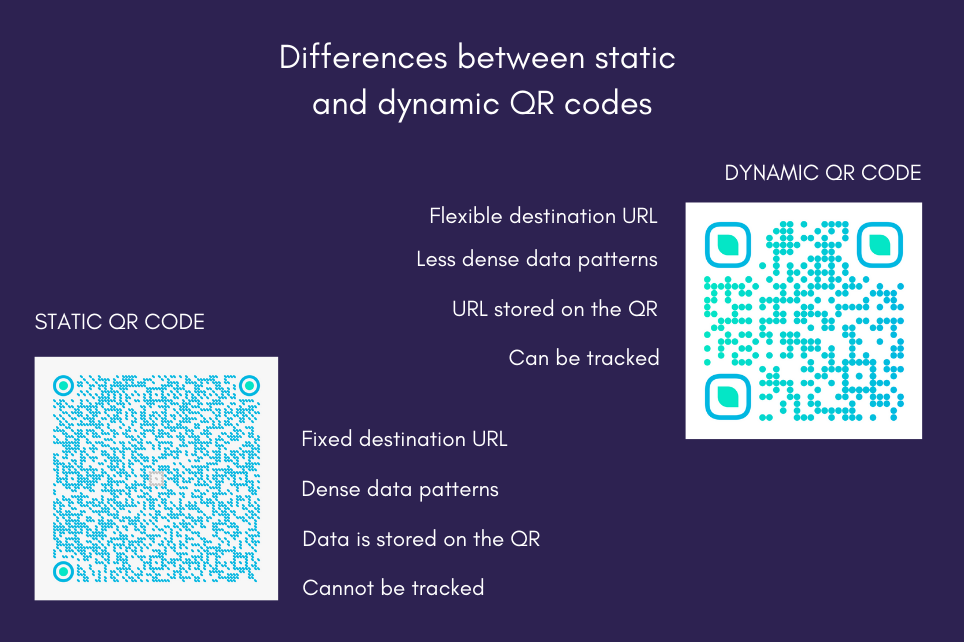 Differences between static
and dynamic QR codes
DYNAMIC QR CODE
Flexible destination URL
Less dense data patterns
URL stored on the QR
Can be tracked
STATIC QR CODE
Fixed destination URL
Dense data patterns
Data is stored on the QR
Cannot be tracked